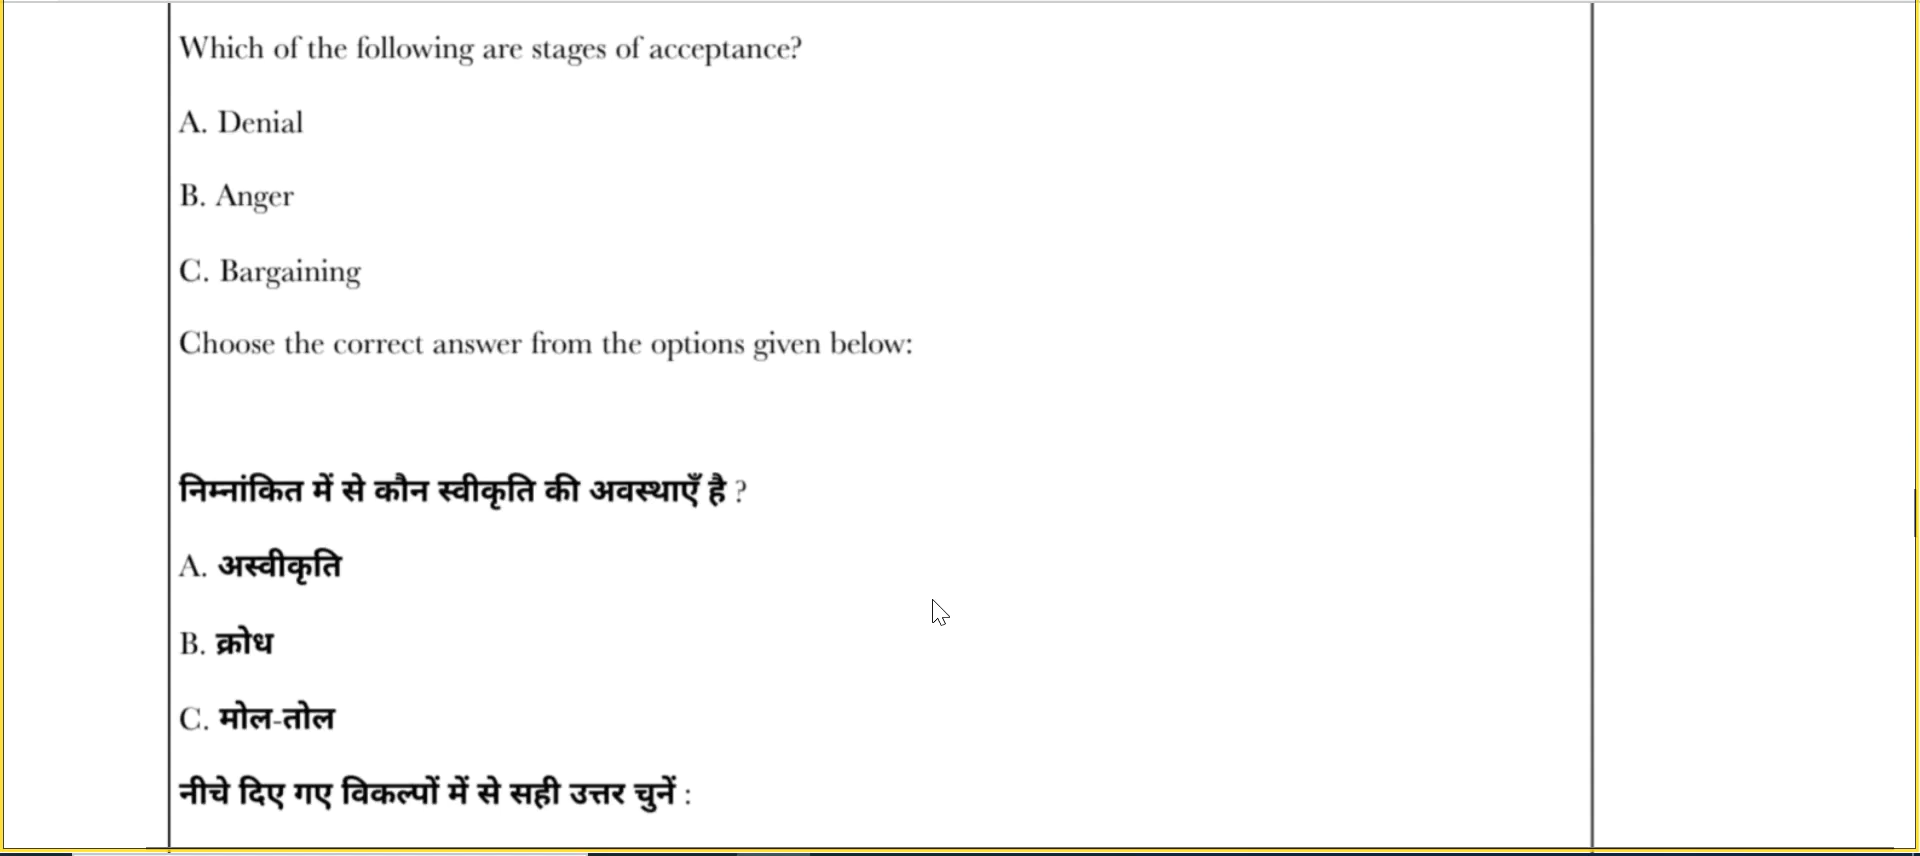 Which of the following are stages of acceptance?
A. Denial
B. Anger
C. Bargaining
Choose the correct answer from the options given below:
निम्नांकित में से कौन स्वीकृति की अवस्थाएँ है ?
A. अस्वीकृति
B. क्रोध
C. मोल-तोल
नीचे दिए गए विकल्पों में से सही उत्तर चुनें :